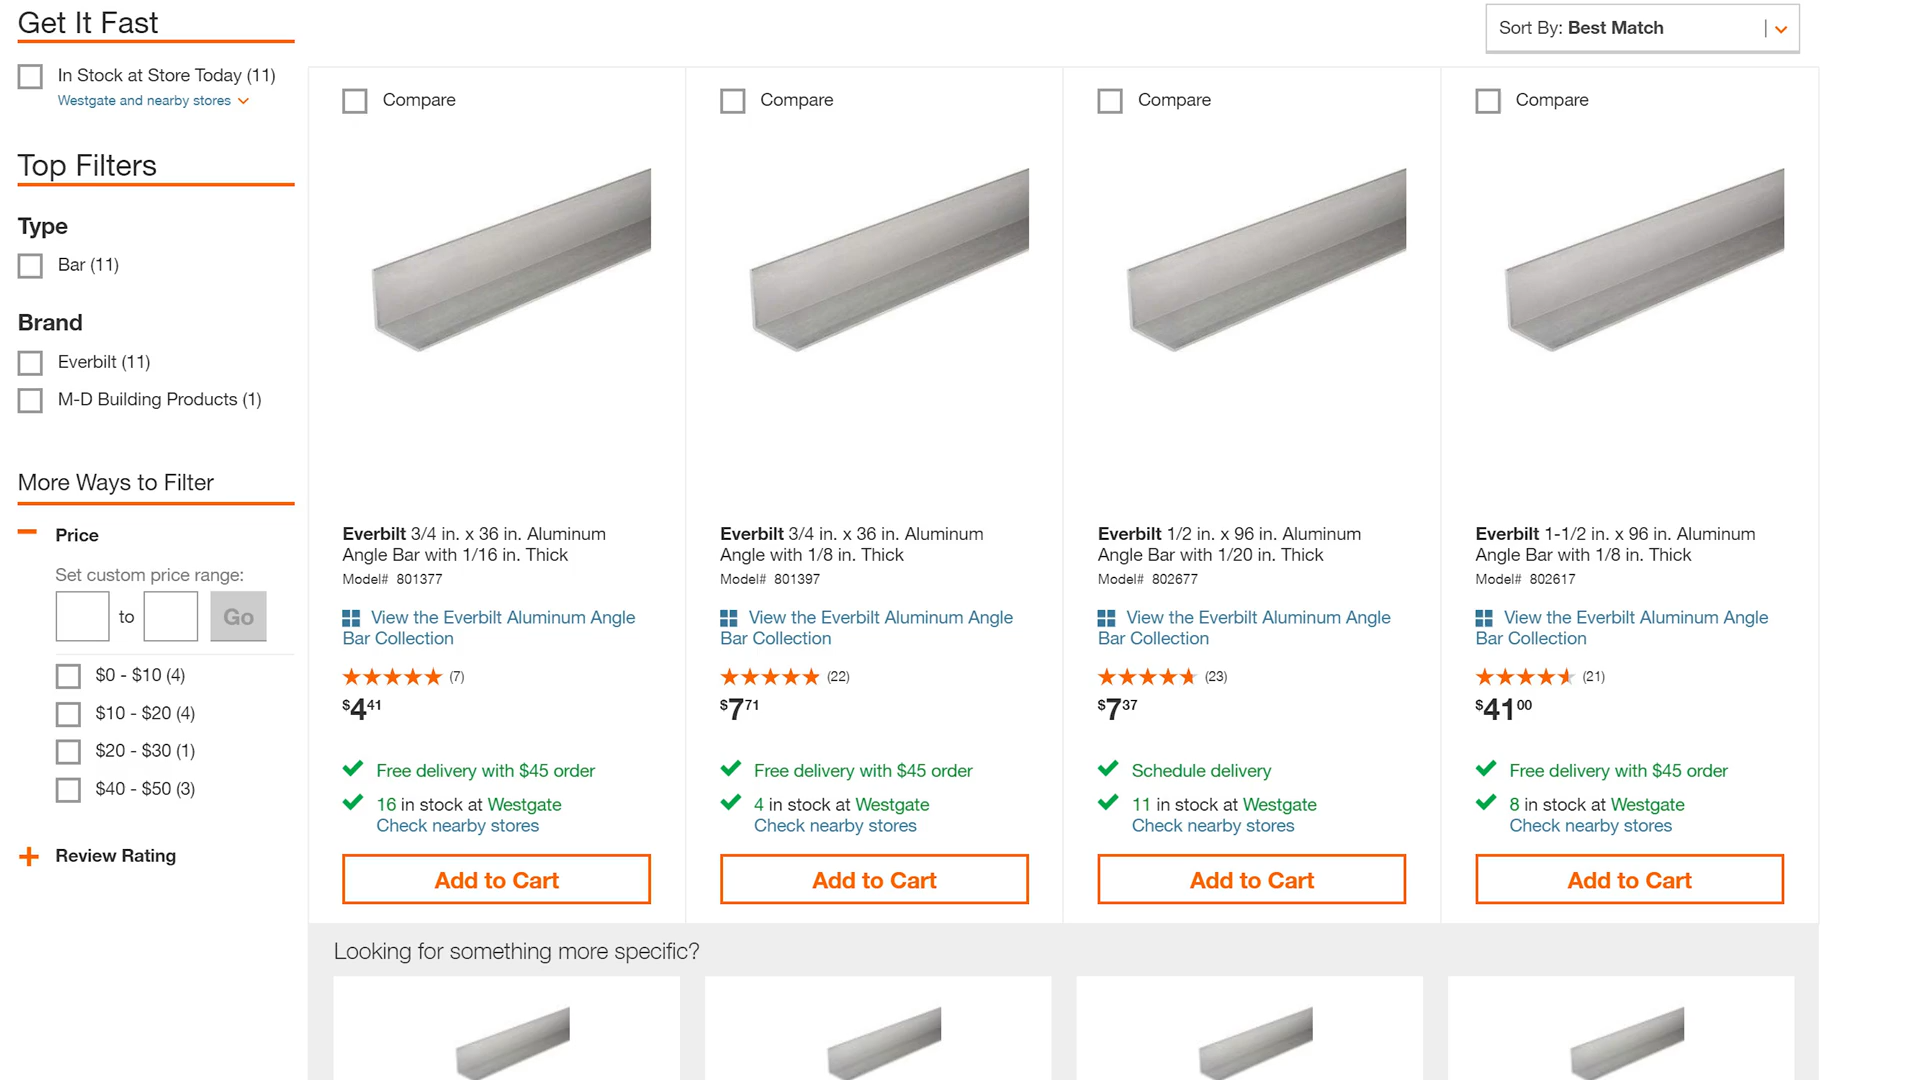 Get It Fast
In Stock at Store Today (11)
Westgate and nearby stores
Top Filters
Type
Bar (11)
Brand
Everbilt (11)
M-D Building Products (1)
More Ways to Filter
Price
Set custom price range:
to Go
$0 - $10 (4)
$10 - $20 (4)
$20 - $30 (1)
$40 - $50 (3)
Review Rating
Sort By: Best Match
Compare
Everbilt 3/4 in. x 36 in. Aluminum
Angle Bar with 1/16 in. Thick
Model# 801377
View the Everbilt Aluminum Angle
Bar Collection
(7)
$4 41
Free delivery with $45 order
16 in stock at Westgate
Check nearby stores
Add to Cart
Compare
Everbilt 3/4 in. x 36 in. Aluminum
Angle with 1/8 in. Thick
Model# 801397
View the Everbilt Aluminum Angle
Bar Collection
(22)
$7 71
Free delivery with $45 order
4 in stock at Westgate
Check nearby stores
Add to Cart
Compare
Everbilt 1/2 in. x 96 in. Aluminum
Angle Bar with 1/20 in. Thick
Model# 802677
View the Everbilt Aluminum Angle
Bar Collection
(23)
$7 37
Schedule delivery
11 in stock at Westgate
Check nearby stores
Add to Cart
Compare
Everbilt 1-1/2 in. x 96 in. Aluminum
Angle Bar with 1/8 in. Thick
Model# 802617
View the Everbilt Aluminum Angle
Bar Collection
(21)
$41 00
Free delivery with $45 order
8 in stock at Westgate
Check nearby stores
Add to Cart
Looking for something more specific?